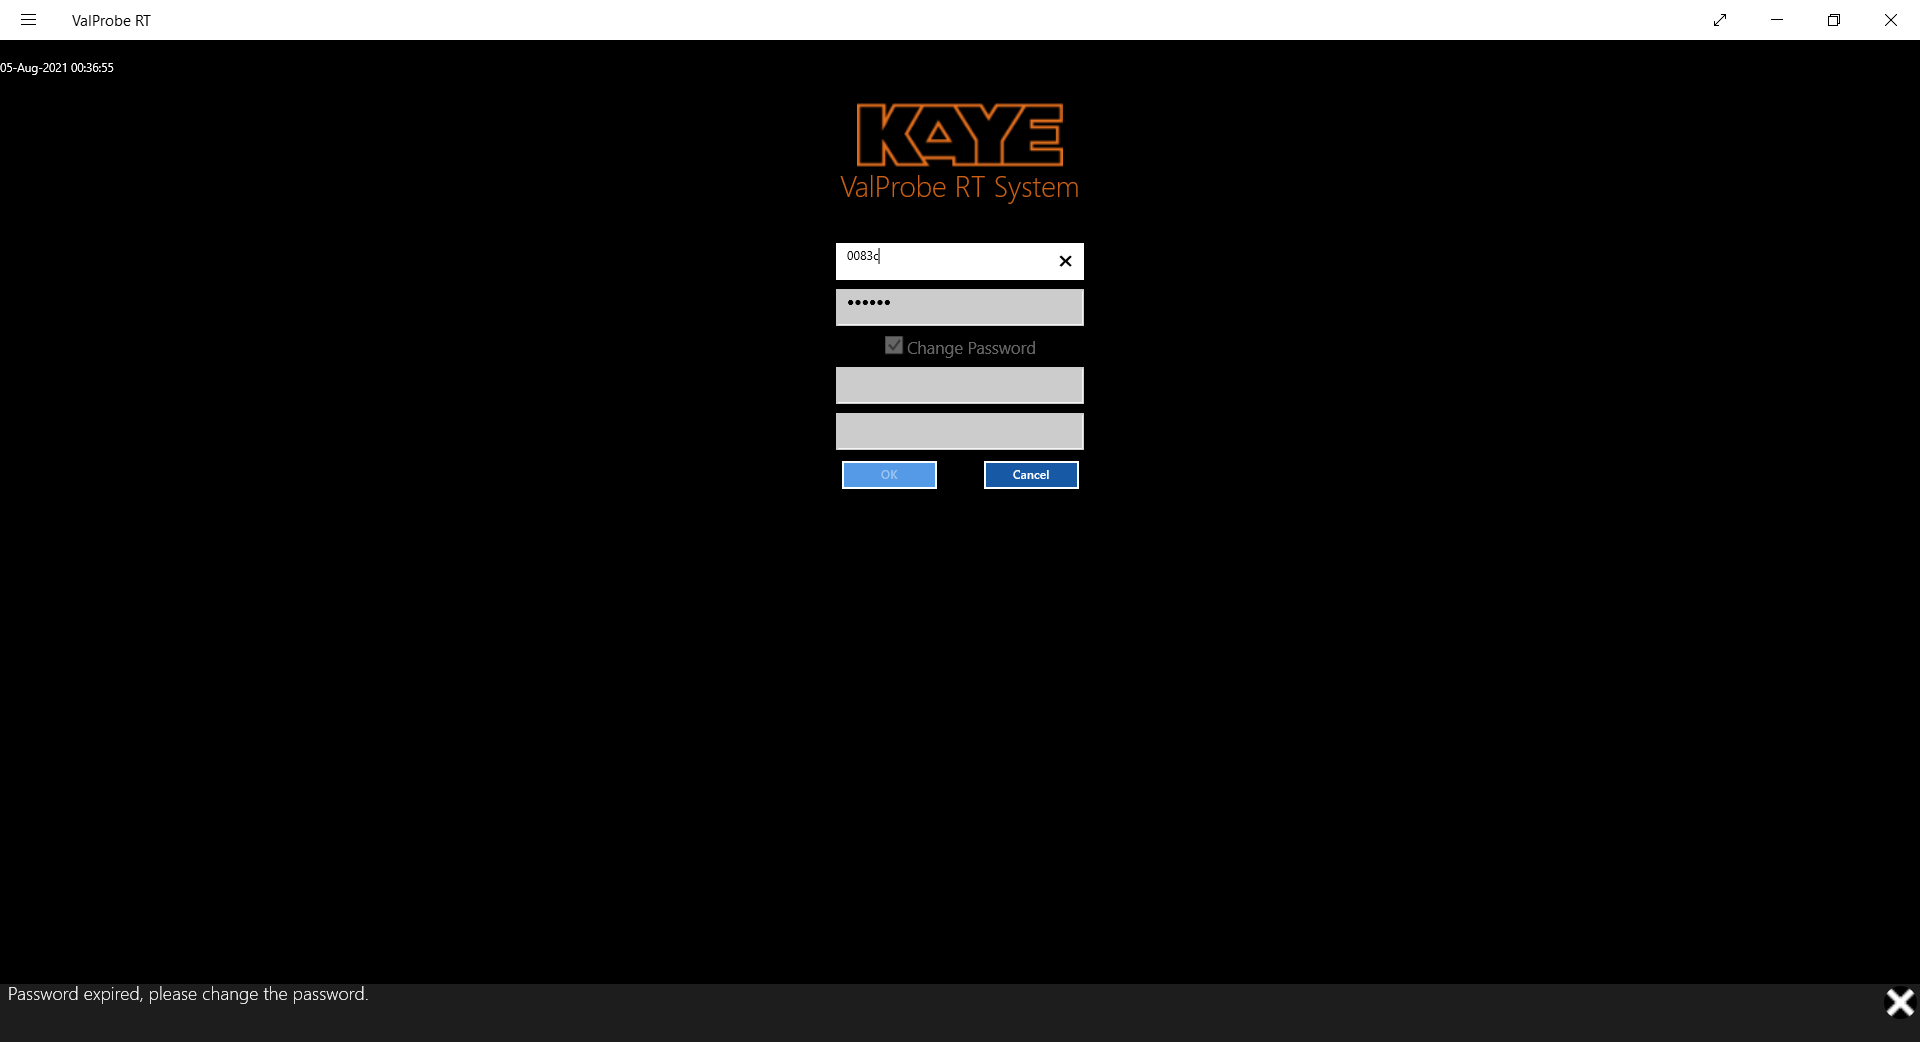 ValProbe RT
05-Aug-2021 00:36:55
KAYE
ValProbe RT System
0083c
••••••
Change Password
OK
Cancel
Password expired, please change the password.